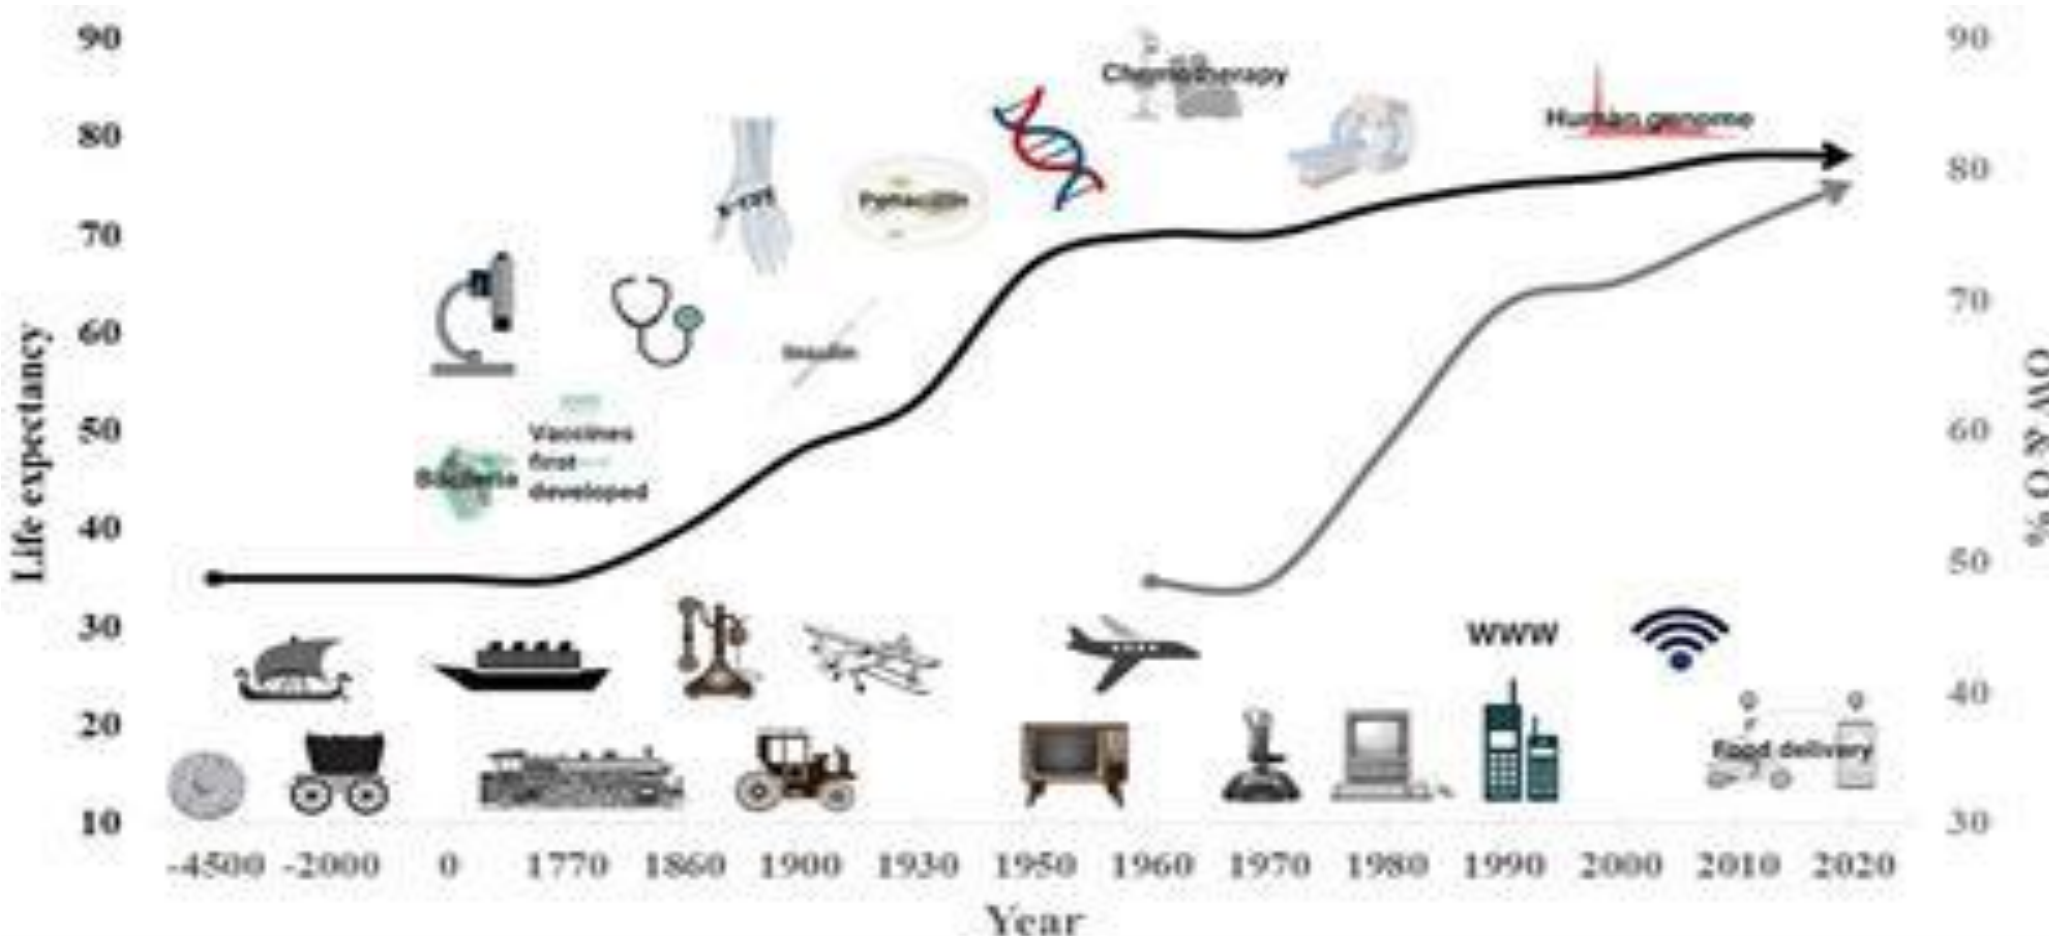 90
80
70
60
50
40
30
20
10
Life expectancy
Chemotherapy
Human genome
X-ray
Penacillin
Insulin
Vaccines
first
developed
Bacteria
WWW
Food delivery
90
80
70
60
50
40
30
% O & OW
-4500 -2000 0 1770 1860 1900 1930 1950 1960 1970 1980 1990 2000 2010 2020
Year